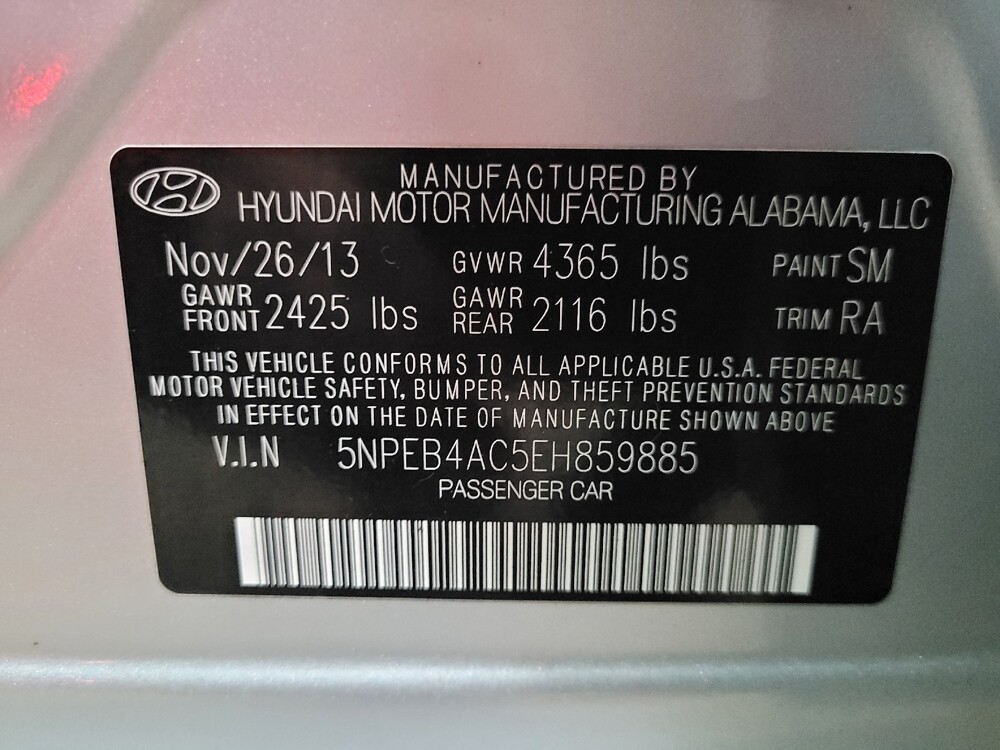 MANUFACTURED BY
HYUNDAI MOTOR MANUFACTURING ALABAMA, LLC
Nov/26/13 GVWR 4365 lbs PAINT SM
GAWR FRONT 2425 lbs GAWR REAR 2116 lbs TRIM RA
THIS VEHICLE CONFORMS TO ALL APPLICABLE U.S.A. FEDERAL
MOTOR VEHICLE SAFETY, BUMPER, AND THEFT PREVENTION STANDARDS
IN EFFECT ON THE DATE OF MANUFACTURE SHOWN ABOVE
V.I.N 5NPEB4AC5EH859885
PASSENGER CAR